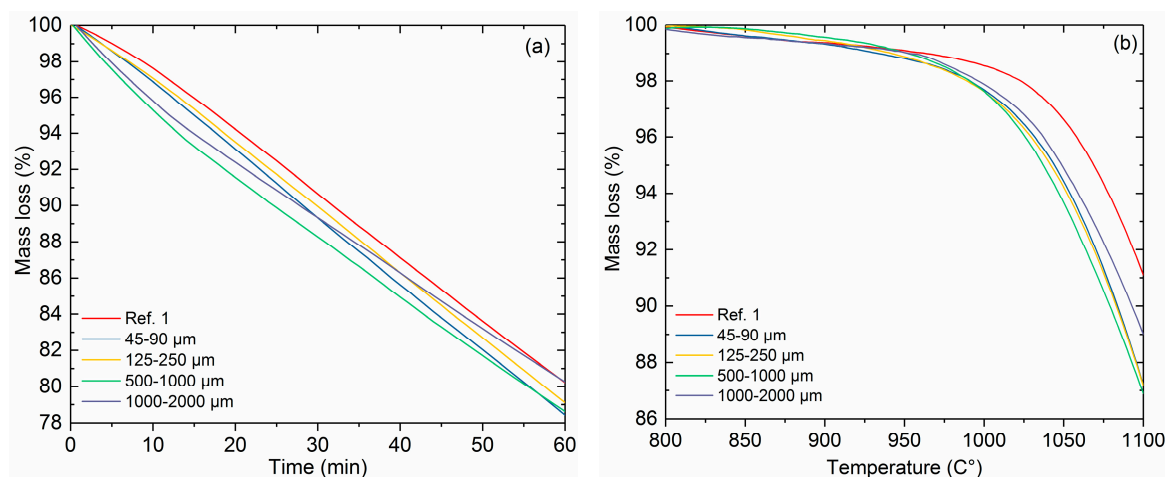 100
98
96
94
92
90
88
86
84
82
80
78
0 10 20 30 40 50 60
Mass loss (%)
Time (min)
(a)
Ref. 1
45-90 µm
125-250 µm
500-1000 µm
1000-2000 µm
100
98
96
94
92
90
88
86
800 850 900 950 1000 1050 1100
Mass loss (%)
Temperature (C°)
(b)
Ref. 1
45-90 µm
125-250 µm
500-1000 µm
1000-2000 µm